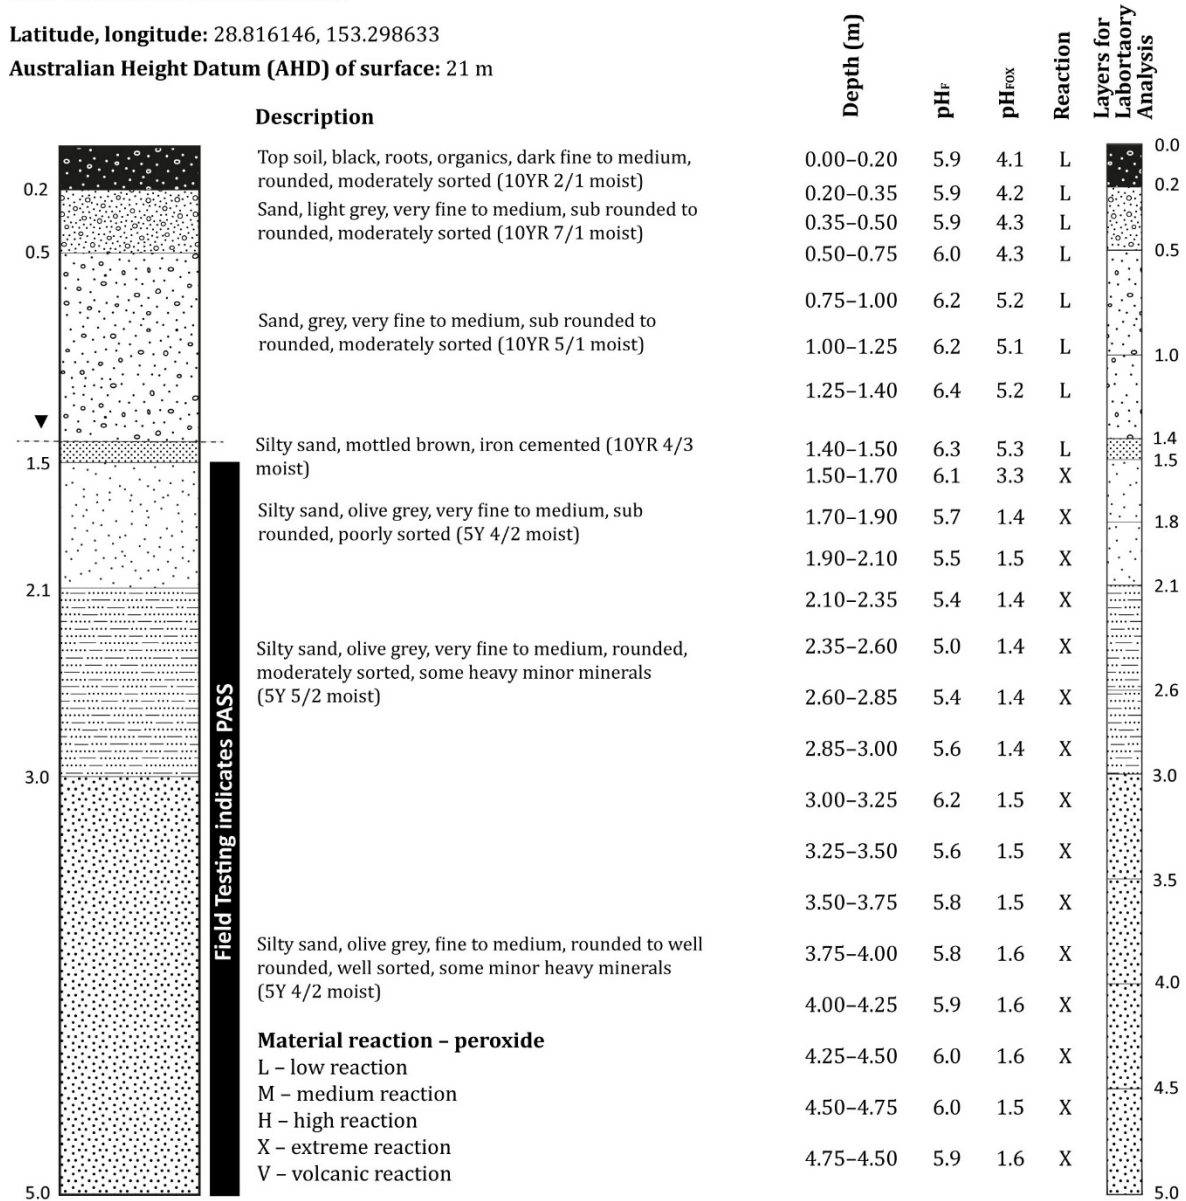 Latitude, longitude: 28.816146, 153.298633
Australian Height Datum (AHD) of surface: 21 m
Description
Depth (m)
pHF
pHFOX
Reaction
Layers for
Labortaory
Analysis
Top soil, black, roots, organics, dark fine to medium,
rounded, moderately sorted (10YR 2/1 moist)
Sand, light grey, very fine to medium, sub rounded to
rounded, moderately sorted (10YR 7/1 moist)
Sand, grey, very fine to medium, sub rounded to
rounded, moderately sorted (10YR 5/1 moist)
Silty sand, mottled brown, iron cemented (10YR 4/3
moist)
Silty sand, olive grey, very fine to medium, sub
rounded, poorly sorted (5Y 4/2 moist)
Silty sand, olive grey, very fine to medium, rounded,
moderately sorted, some heavy minor minerals
(5Y 5/2 moist)
Silty sand, olive grey, fine to medium, rounded to well
rounded, well sorted, some minor heavy minerals
(5Y 4/2 moist)
Material reaction – peroxide
L – low reaction
M – medium reaction
H – high reaction
X – extreme reaction
V – volcanic reaction
0.2
0.5
1.5
2.1
3.0
5.0
Field Testing indicates PASS
0.00–0.20 5.9 4.1 L
0.20–0.35 5.9 4.2 L
0.35–0.50 5.9 4.3 L
0.50–0.75 6.0 4.3 L
0.75–1.00 6.2 5.2 L
1.00–1.25 6.2 5.1 L
1.25–1.40 6.4 5.2 L
1.40–1.50 6.3 5.3 L
1.50–1.70 6.1 3.3 X
1.70–1.90 5.7 1.4 X
1.90–2.10 5.5 1.5 X
2.10–2.35 5.4 1.4 X
2.35–2.60 5.0 1.4 X
2.60–2.85 5.4 1.4 X
2.85–3.00 5.6 1.4 X
3.00–3.25 6.2 1.5 X
3.25–3.50 5.6 1.5 X
3.50–3.75 5.8 1.5 X
3.75–4.00 5.8 1.6 X
4.00–4.25 5.9 1.6 X
4.25–4.50 6.0 1.6 X
4.50–4.75 6.0 1.5 X
4.75–4.50 5.9 1.6 X
0.0
0.2
0.5
1.0
1.4
1.5
1.8
2.1
2.6
3.0
3.5
4.0
4.5
5.0